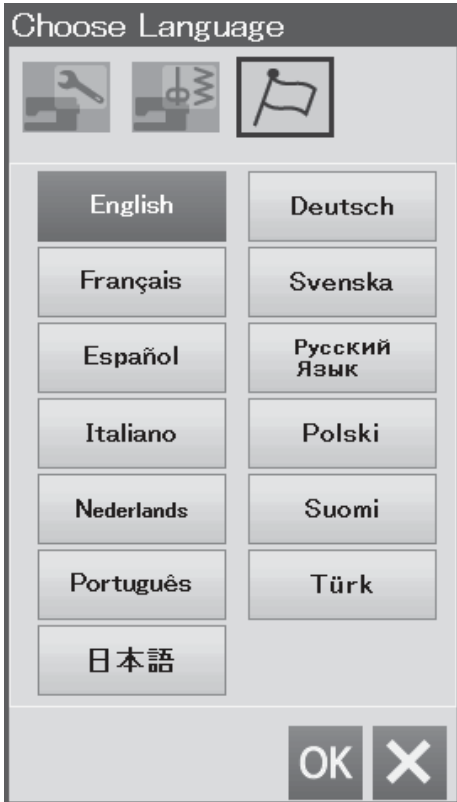 Choose Language
English
Deutsch
Français
Svenska
Español
Русский
Язык
Italiano
Polski
Nederlands
Suomi
Português
Türk
日本語
OK